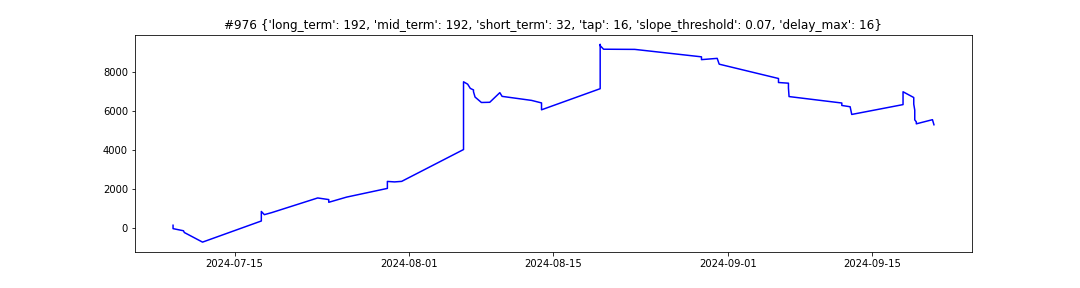 #976 {'long_term': 192, 'mid_term': 192, 'short_term': 32, 'tap': 16, 'slope_threshold': 0.07, 'delay_max': 16}
8000
6000
4000
2000
0
2024-07-15 2024-08-01 2024-08-15 2024-09-01 2024-09-15